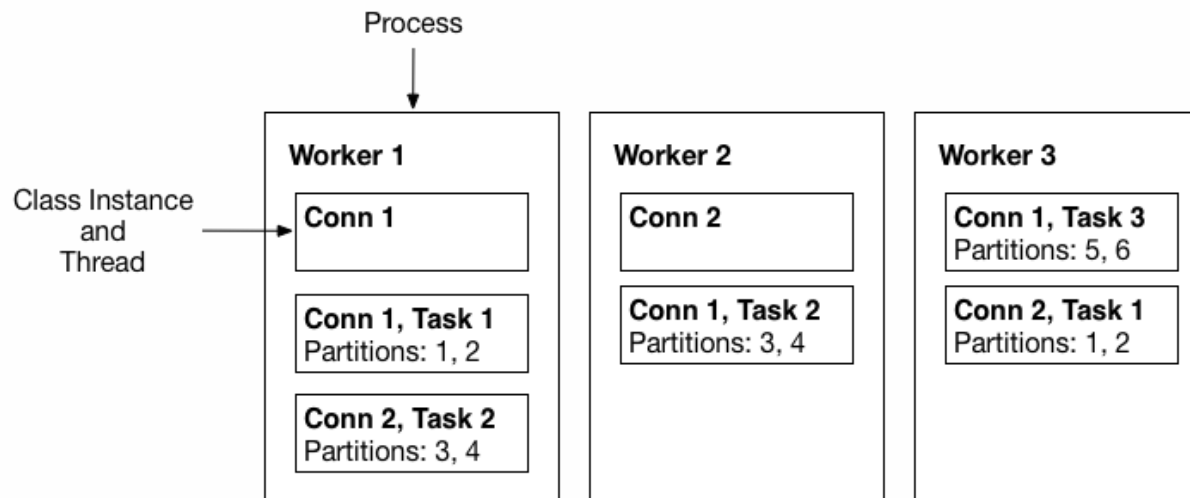 Process
Class Instance
and
Thread
Worker 1
Conn 1
Conn 1, Task 1
Partitions: 1, 2
Conn 2, Task 2
Partitions: 3, 4
Worker 2
Conn 2
Conn 1, Task 2
Partitions: 3, 4
Worker 3
Conn 1, Task 3
Partitions: 5, 6
Conn 2, Task 1
Partitions: 1, 2